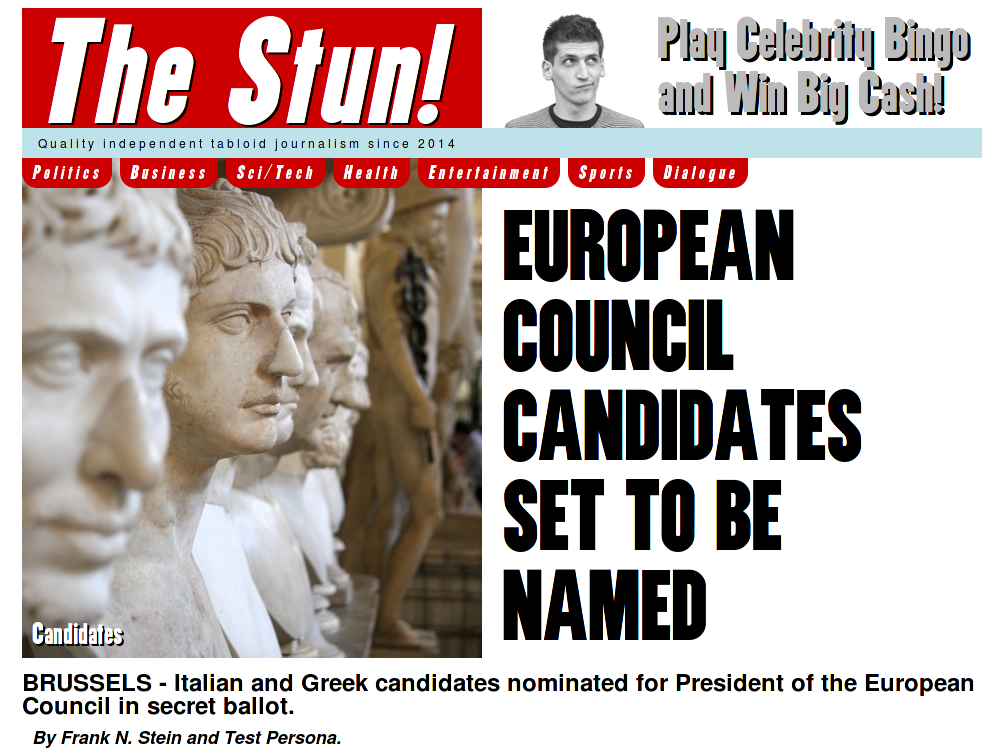 The Stun!
Play Celebrity Bingo
and Win Big Cash!
Quality independent tabloid journalism since 2014
Politics Business Sci/Tech Health Entertainment Sports Dialogue
EUROPEAN
COUNCIL
CANDIDATES
SET TO BE
NAMED
Candidates
BRUSSELS - Italian and Greek candidates nominated for President of the European
Council in secret ballot.
By Frank N. Stein and Test Persona.